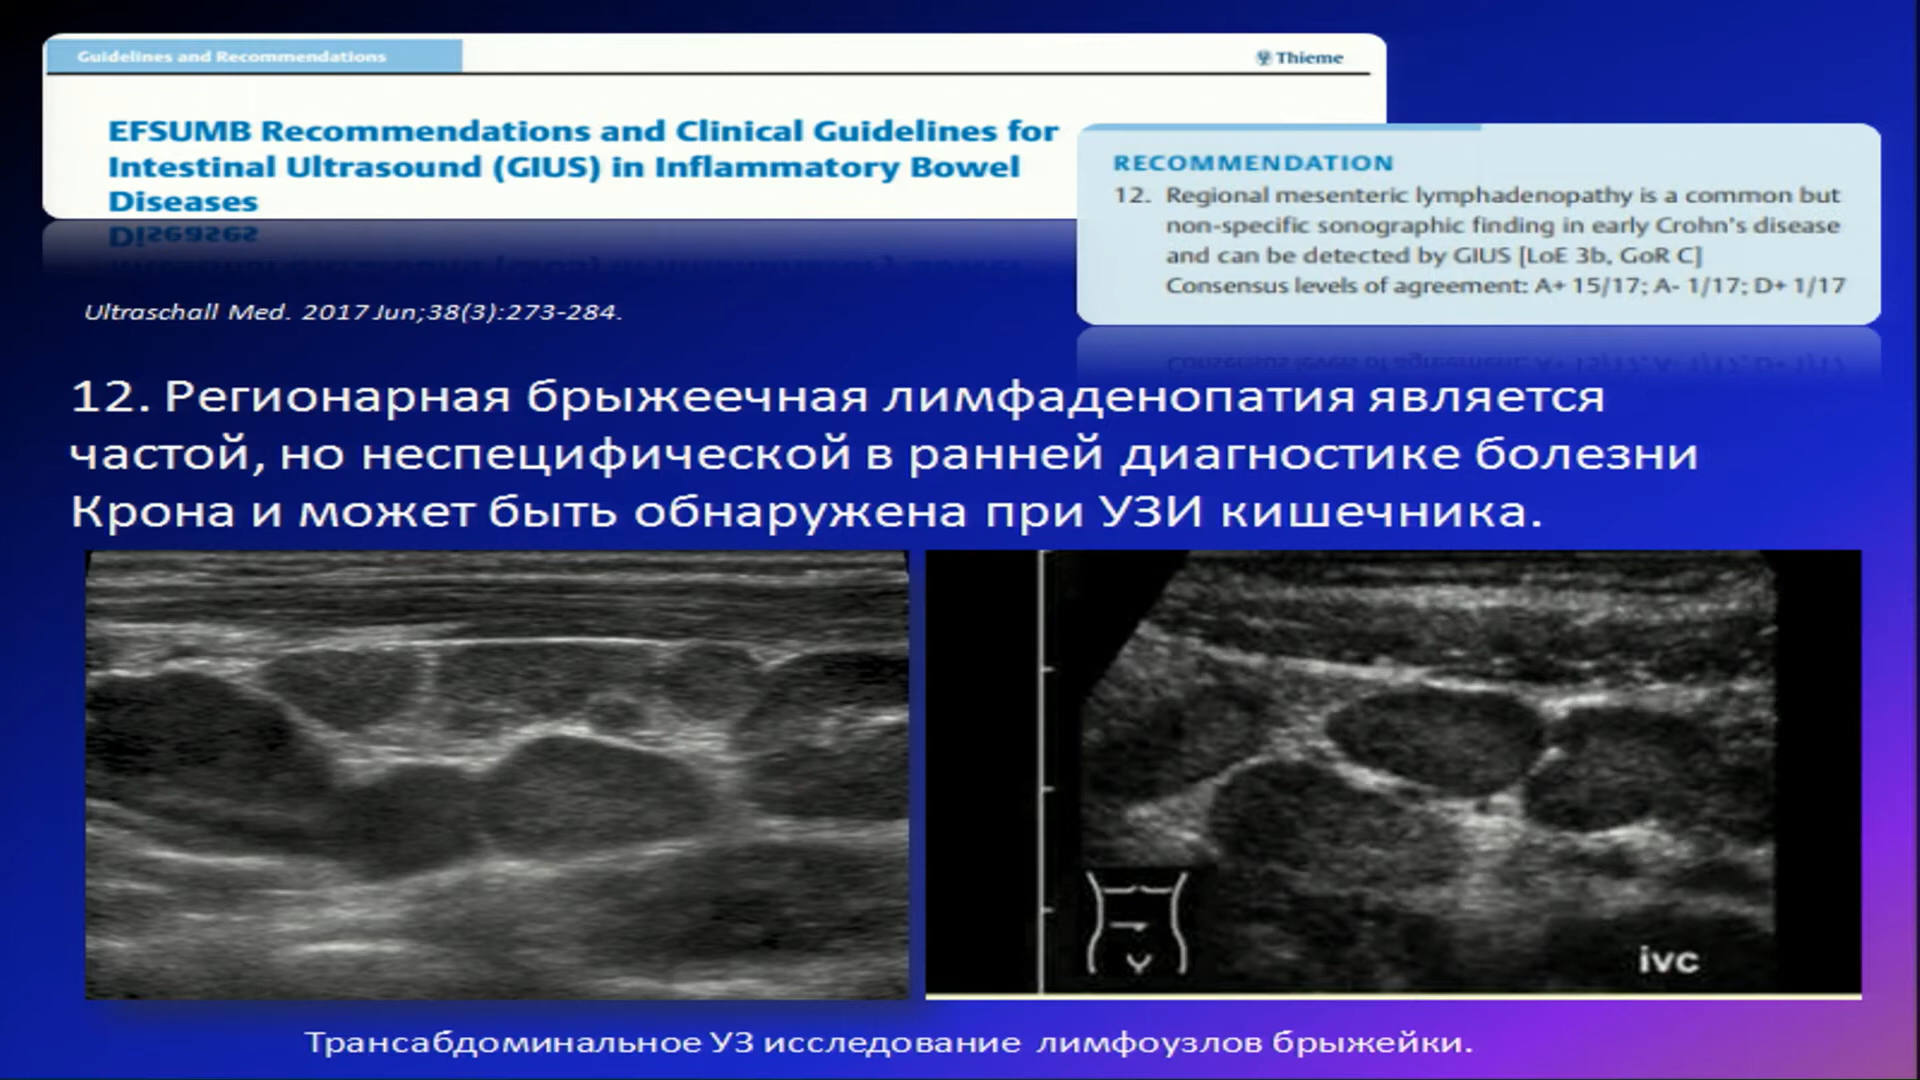 Guidelines and Recommendations
Thieme
EFSUMB Recommendations and Clinical Guidelines for
Intestinal Ultrasound (GIUS) in Inflammatory Bowel
Diseases
RECOMMENDATION
12. Regional mesenteric lymphadenopathy is a common but
non-specific sonographic finding in early Crohn's disease
and can be detected by GIUS [LoE 3b, GoR C]
Consensus levels of agreement: A+ 15/17; A- 1/17; D+ 1/17
Ultraschall Med. 2017 Jun;38(3):273-284.
12. Регионарная брыжеечная лимфаденопатия является
частой, но неспецифической в ранней диагностике болезни
Крона и может быть обнаружена при УЗИ кишечника.
ivc
Трансабдоминальное УЗ исследование лимфоузлов брыжейки.